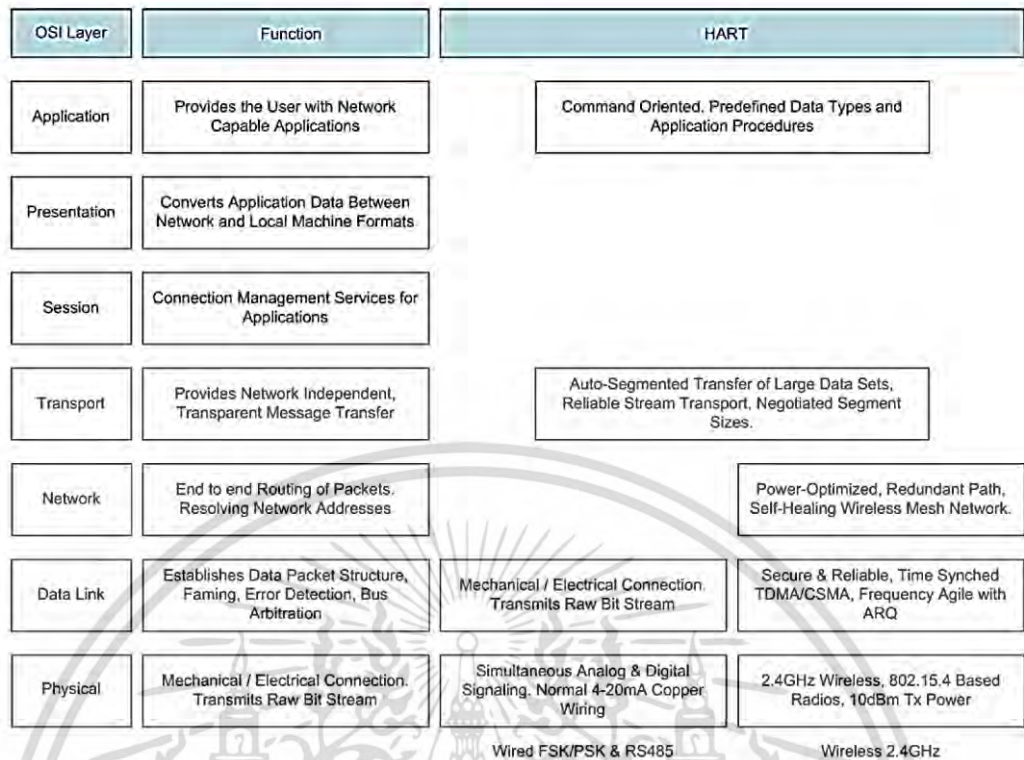 OSI Layer
Function
HART
Application
Provides the User with Network
Capable Applications
Command Oriented. Predefined Data Types and
Application Procedures
Presentation
Converts Application Data Between
Network and Local Machine Formats
Session
Connection Management Services for
Applications
Transport
Provides Network Independent,
Transparent Message Transfer
Auto-Segmented Transfer of Large Data Sets,
Reliable Stream Transport, Negotiated Segment
Sizes.
Network
End to end Routing of Packets.
Resolving Network Addresses
Power-Optimized, Redundant Path,
Self-Healing Wireless Mesh Network.
Data Link
Establishes Data Packet Structure,
Faming, Error Detection, Bus
Arbitration
Mechanical / Electrical Connection.
Transmits Raw Bit Stream
Secure & Reliable, Time Synched
TDMA/CSMA, Frequency Agile with
ARQ
Physical
Mechanical / Electrical Connection.
Transmits Raw Bit Stream
Simultaneous Analog & Digital
Signaling. Normal 4-20mA Copper
Wiring
2.4GHz Wireless, 802.15.4 Based
Radios, 10dBm Tx Power
Wired FSK/PSK & RS485
Wireless 2.4GHz